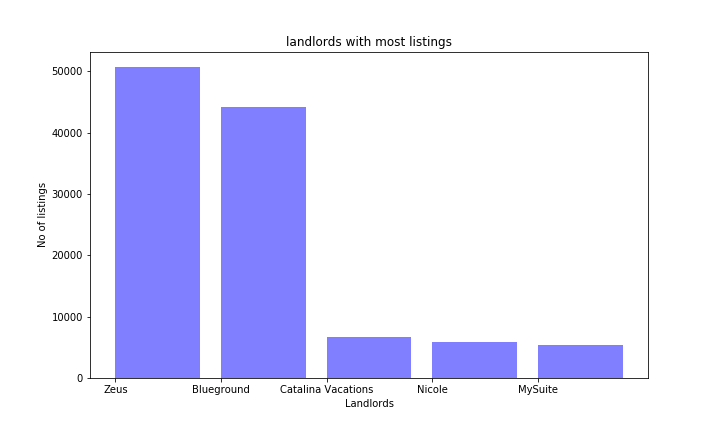 landlords with most listings
50000
40000
30000
20000
10000
0
No of listings
Zeus Blueground Catalina Vacations Nicole MySuite
Landlords